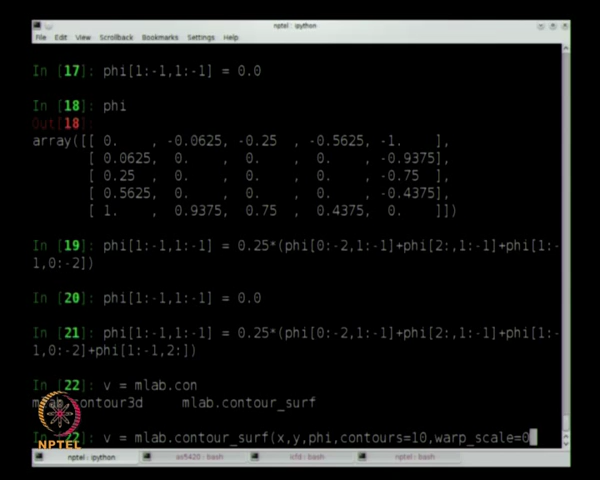 nptel : ipython
File Edit View Scrollback Bookmarks Settings Help
In [17]: phi[1:-1,1:-1] = 0.0
In [18]: phi
Out[18]:
array([[ 0.    , -0.0625, -0.25  , -0.5625, -1.    ],
[ 0.0625, 0.    , 0.    , 0.    , -0.9375],
[ 0.25  , 0.    , 0.    , 0.    , -0.75  ],
[ 0.5625, 0.    , 0.    , 0.    , -0.4375],
[ 1.    , 0.9375, 0.75  , 0.4375, 0.    ]])
In [19]: phi[1:-1,1:-1] = 0.25*(phi[0:-2,1:-1]+phi[2:,1:-1]+phi[1:-
1,0:-2])
In [20]: phi[1:-1,1:-1] = 0.0
In [21]: phi[1:-1,1:-1] = 0.25*(phi[0:-2,1:-1]+phi[2:,1:-1]+phi[1:-
1,0:-2]+phi[1:-1,2:])
In [22]: v = mlab.con
mlab.contour3d mlab.contour_surf
22]: v = mlab.contour_surf(x,y,phi,contours=10,warp_scale=0
NPTEL
nptel : ipython as5420 : bash icfd : bash nptel : bash